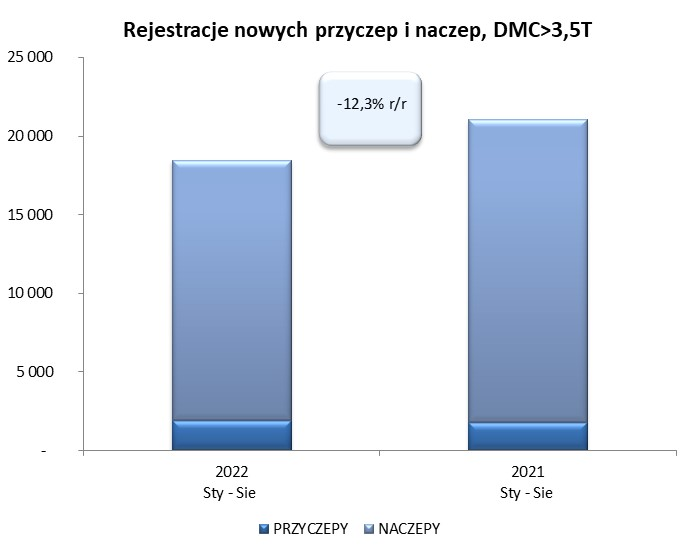 Rejestracje nowych przyczep i naczep, DMC>3,5T
25 000
20 000
15 000
10 000
5 000
-
-12,3% r/r
2022
Sty - Sie
2021
Sty - Sie
PRZYCZEPY
NACZEPY